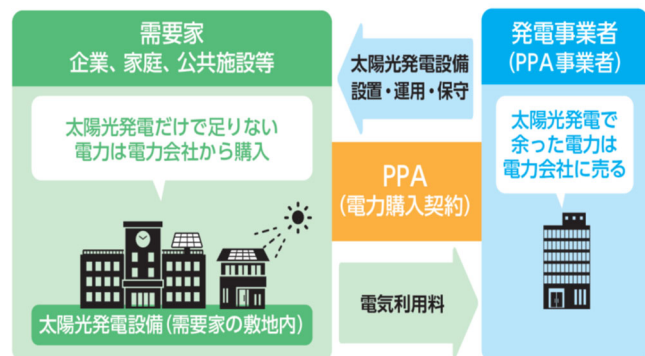 需要家
企業、家庭、公共施設等
太陽光発電だけで足りない
電力は電力会社から購入
太陽光発電設備(需要家の敷地内)
太陽光発電設備
設置・運用・保守
PPA
(電力購入契約)
電気利用料
発電事業者
(PPA事業者)
太陽光発電で
余った電力は
電力会社に売る